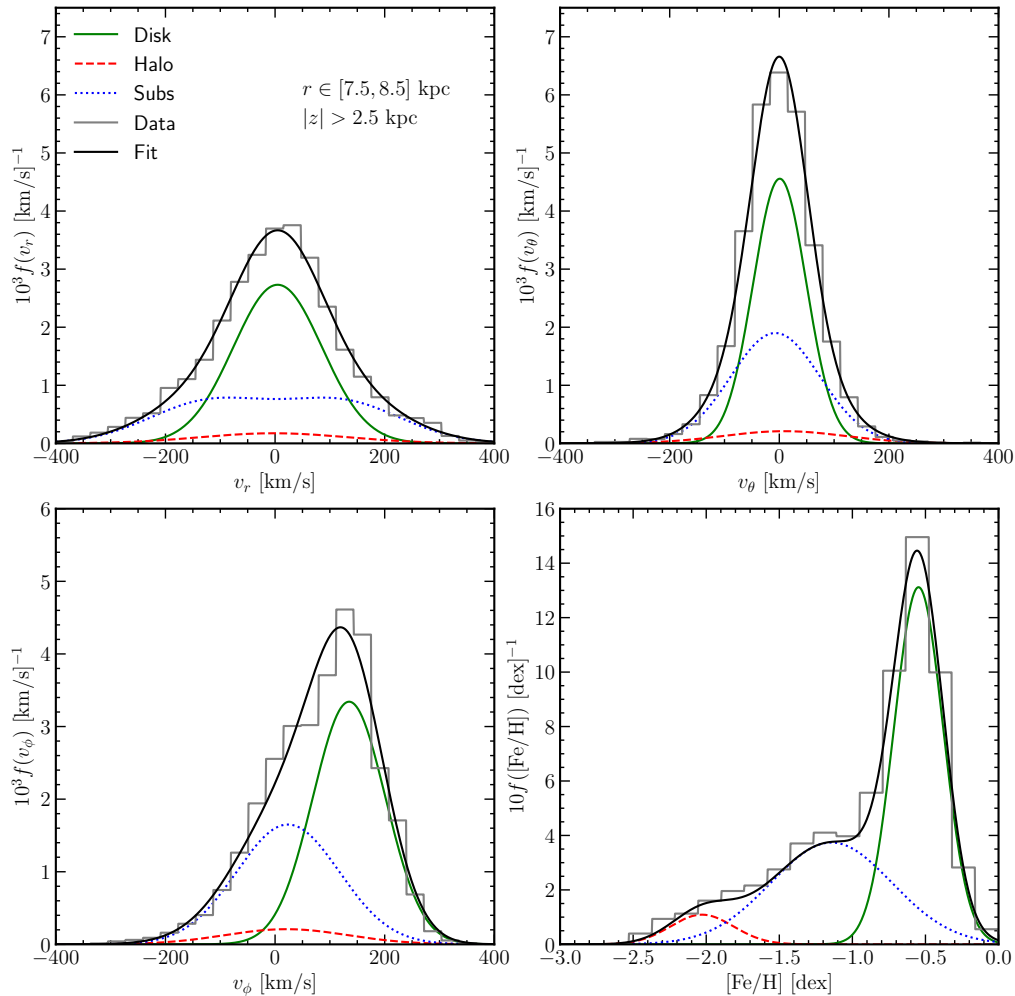 7
6
5
4
3
2
1
0
10³f(v_r) [km/s]⁻¹
Disk
Halo
Subs
Data
Fit
r ∈ [7.5, 8.5] kpc
|z| > 2.5 kpc
−400 −200 0 200 400
v_r [km/s]
7
6
5
4
3
2
1
0
10³f(v_θ) [km/s]⁻¹
−400 −200 0 200 400
v_θ [km/s]
6
5
4
3
2
1
0
10³f(v_ϕ) [km/s]⁻¹
−400 −200 0 200 400
v_ϕ [km/s]
16
14
12
10
8
6
4
2
0
10f([Fe/H]) [dex]⁻¹
−3.0 −2.5 −2.0 −1.5 −1.0 −0.5 0.0
[Fe/H] [dex]